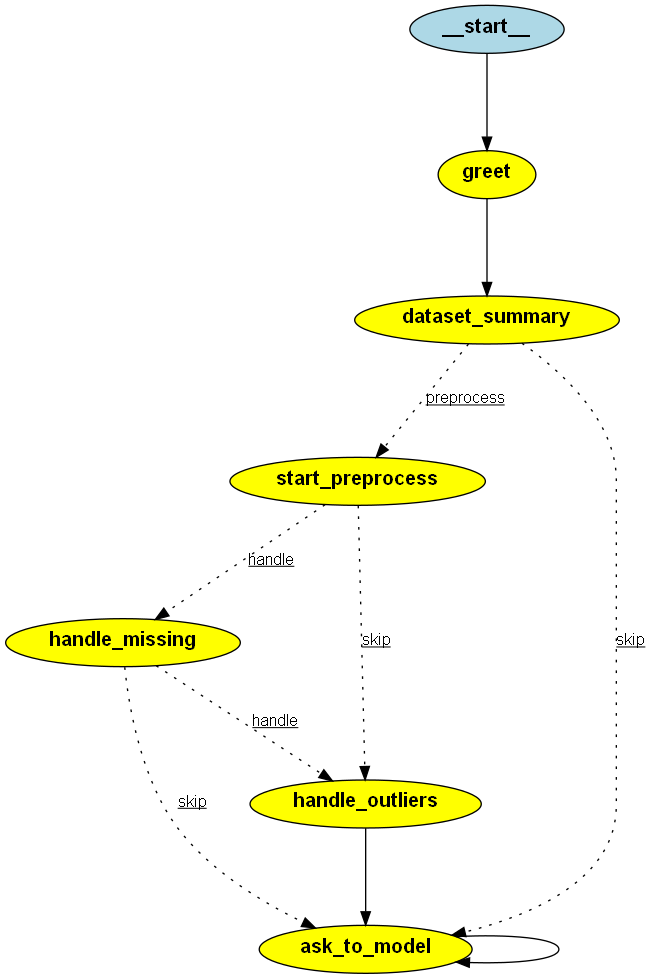 __start__
greet
dataset_summary
preprocess
start_preprocess
handle
handle_missing
skip
skip
handle
skip
handle_outliers
ask_to_model